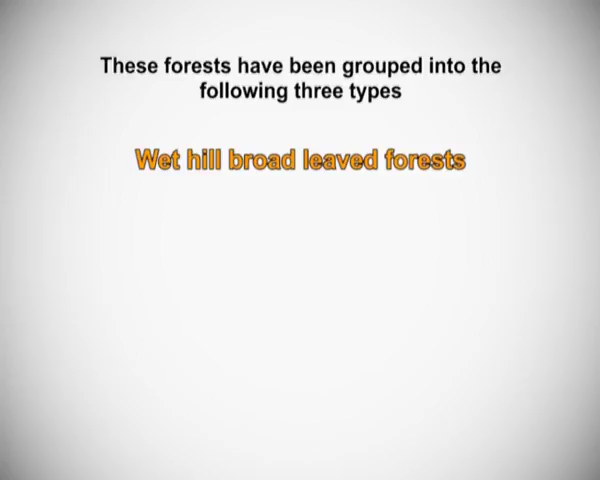 These forests have been grouped into the
following three types
Wet hill broad leaved forests